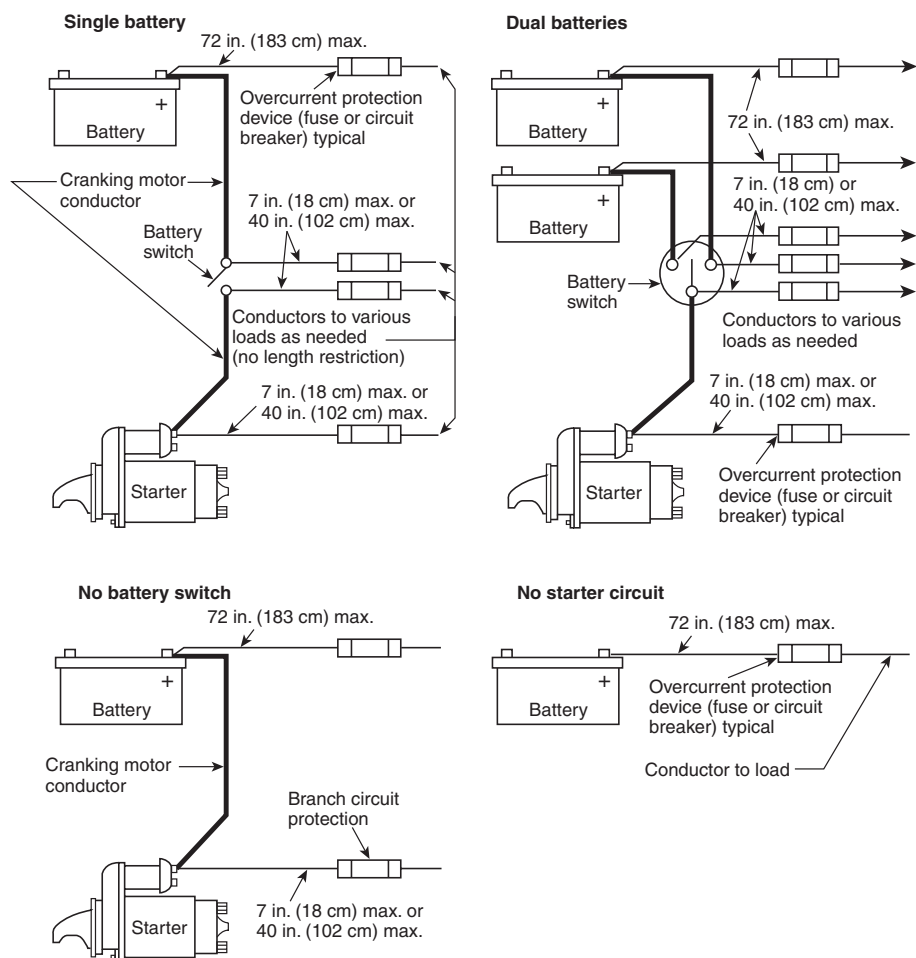 Single battery
72 in. (183 cm) max.
+
Battery
Overcurrent protection
device (fuse or circuit
breaker) typical
Cranking motor
conductor
7 in. (18 cm) max. or
40 in. (102 cm) max.
Battery
switch
Conductors to various
loads as needed
(no length restriction)
7 in. (18 cm) max. or
40 in. (102 cm) max.
Starter
Dual batteries
+
Battery
72 in. (183 cm) max.
+
Battery
7 in. (18 cm) or
40 in. (102 cm) max.
Battery
switch
Conductors to various
loads as needed
7 in. (18 cm) max. or
40 in. (102 cm) max.
Starter
Overcurrent protection
device (fuse or circuit
breaker) typical
No battery switch
72 in. (183 cm) max.
+
Battery
Cranking motor
conductor
Branch circuit
protection
7 in. (18 cm) max. or
40 in. (102 cm) max.
Starter
No starter circuit
72 in. (183 cm) max.
+
Battery
Overcurrent protection
device (fuse or circuit
breaker) typical
Conductor to load